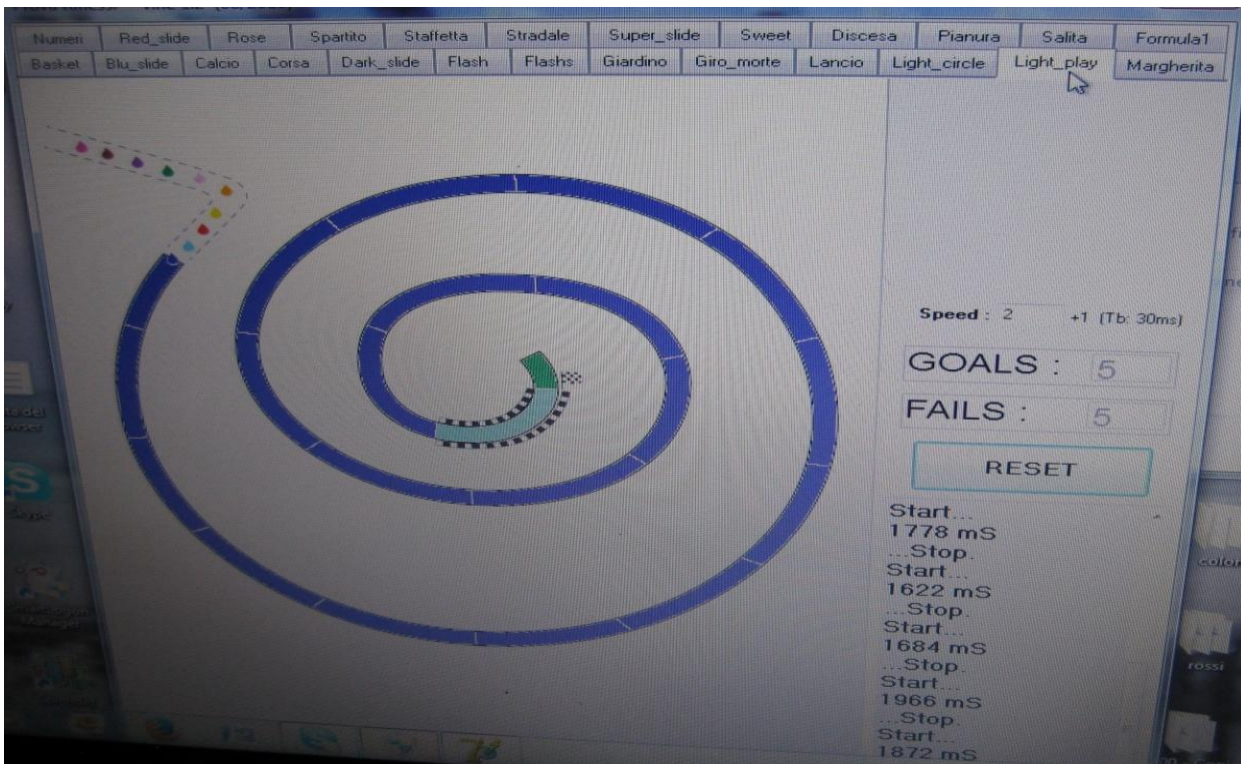 Numeri Red_slide Rose Spartito Staffetta Stradale Super_slide Sweet Discesa Pianura Salita Formula1
Basket Blu_slide Calcio Corsa Dark_slide Flash Flashs Giardino Giro_morte Lancio Light_circle Light_play Margherita
Speed : 2 +1 (Tb: 30ms)
GOALS : 5
FAILS : 5
RESET
Start...
1778 mS
...Stop.
Start...
1622 mS
...Stop.
Start...
1684 mS
...Stop.
Start...
1966 mS
...Stop.
Start...
1872 mS
color
rossi